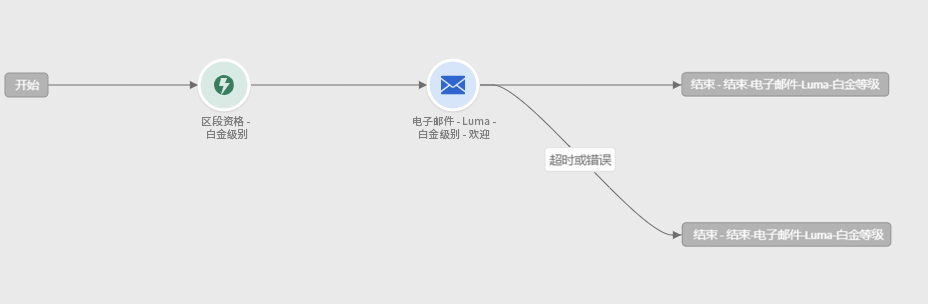 开始
区段资格 -
白金级别
电子邮件 - Luma -
白金级别 - 欢迎
结束 - 结束-电子邮件-Luma-白金等级
超时或错误
结束 - 结束-电子邮件-Luma-白金等级